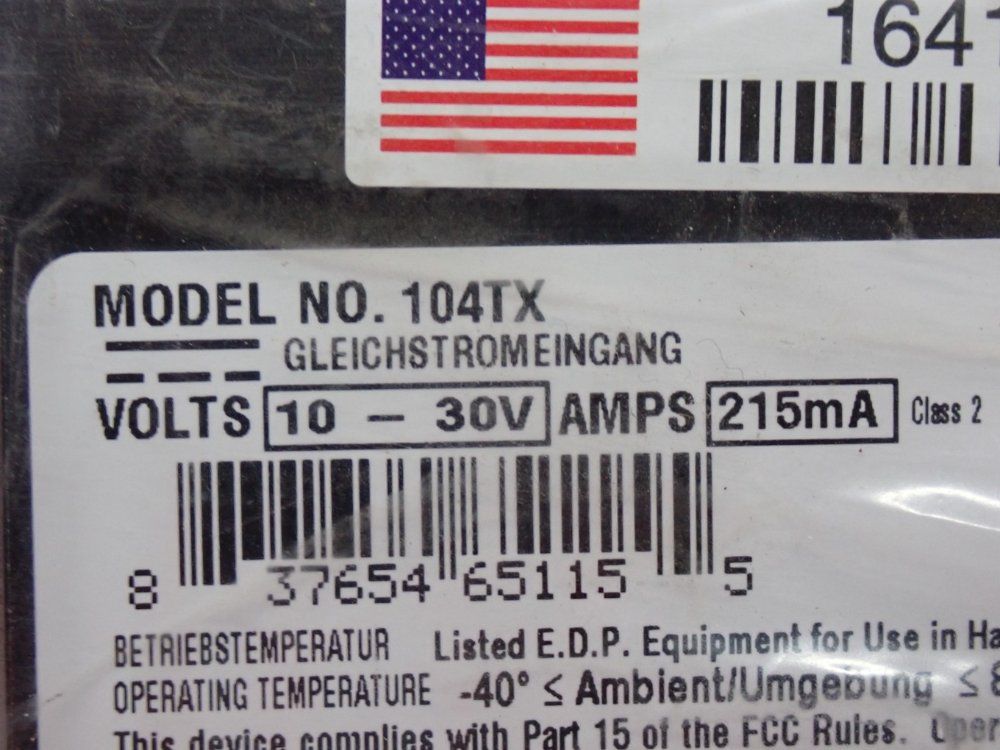 MODEL NO. 104TX
GLEICHSTROMEINGANG
VOLTS 10 – 30V AMPS 215mA Class 2
8 37654 65115 5
BETRIEBSTEMPERATUR Listed E.D.P. Equipment for Use in
OPERATING TEMPERATURE -40° ≤ Ambient/Umgebung ≤
This device complies with Part 15 of the FCC Rules.